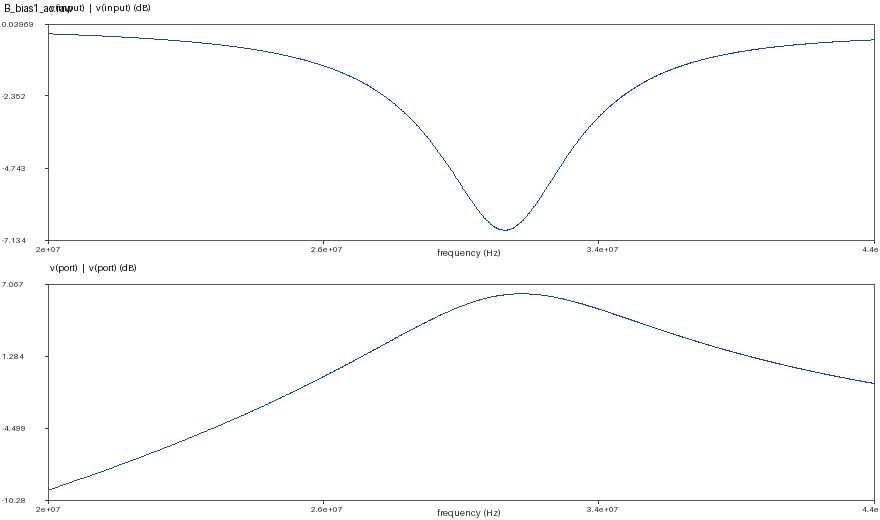 B_bias1_ac.raw
v(input) | v(input) (dB)
0.03969
-2.352
-4.743
-7.134
2e+07
2.6e+07
3.4e+07
4.4e
frequency (Hz)
v(port) | v(port) (dB)
7.067
1.284
-4.499
-10.28
2e+07
2.6e+07
3.4e+07
4.4e
frequency (Hz)